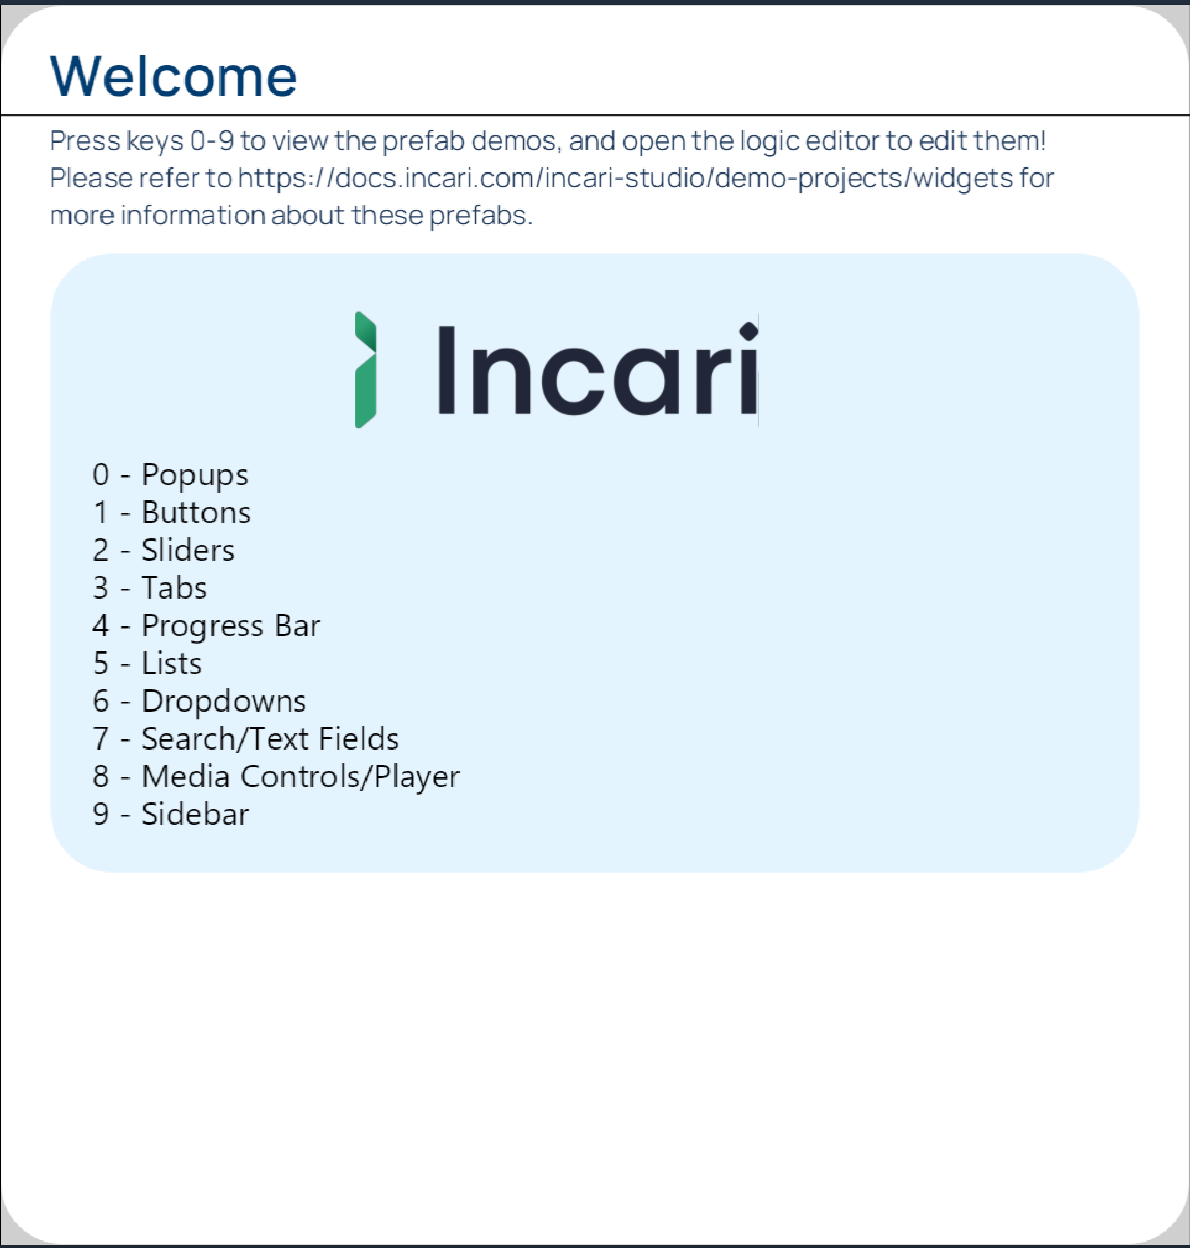 Welcome
Press keys 0-9 to view the prefab demos, and open the logic editor to edit them!
Please refer to https://docs.incari.com/incari-studio/demo-projects/widgets for
more information about these prefabs.
Incari
0 - Popups
1 - Buttons
2 - Sliders
3 - Tabs
4 - Progress Bar
5 - Lists
6 - Dropdowns
7 - Search/Text Fields
8 - Media Controls/Player
9 - Sidebar